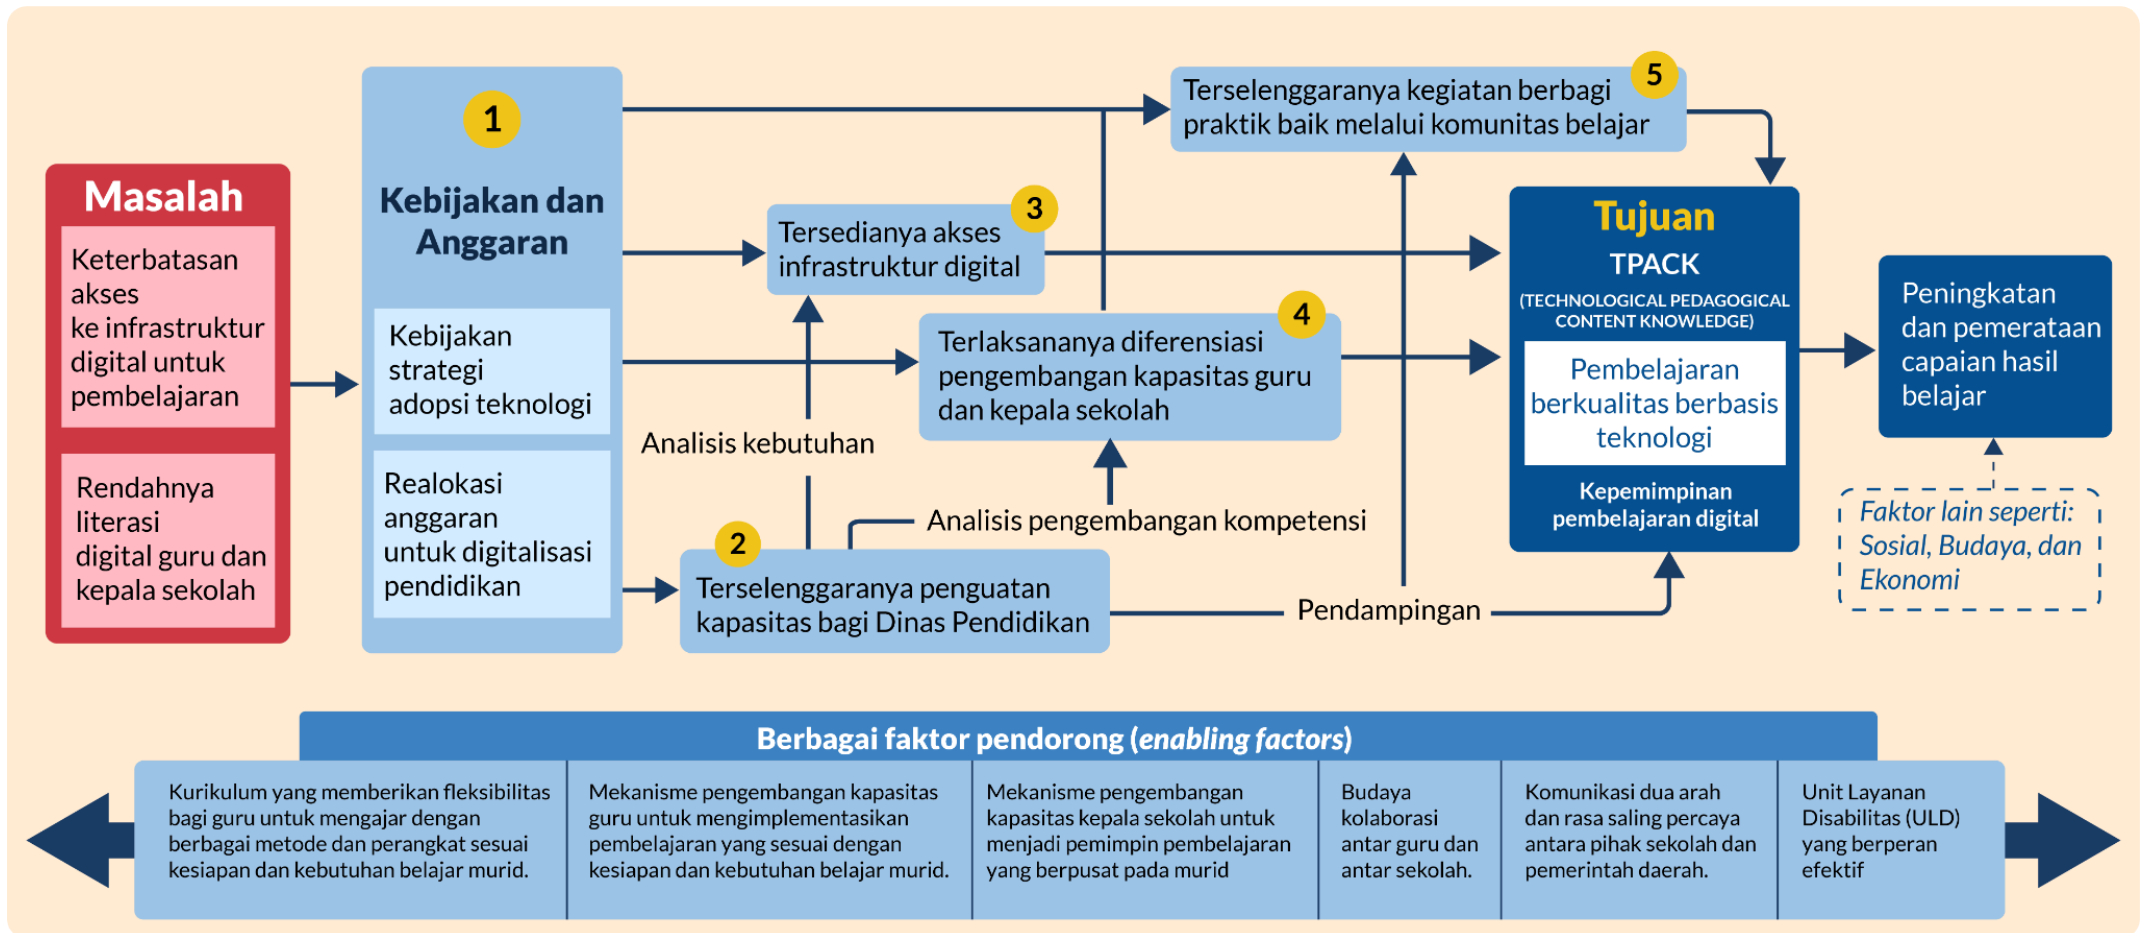 Masalah
Keterbatasan
akses
ke infrastruktur
digital untuk
pembelajaran
Rendahnya
literasi
digital guru dan
kepala sekolah
1
Kebijakan dan
Anggaran
Kebijakan
strategi
adopsi teknologi
Realokasi
anggaran
untuk digitalisasi
pendidikan
2
Terselenggaranya penguatan
kapasitas bagi Dinas Pendidikan
Analisis kebutuhan
Analisis pengembangan kompetensi
Pendampingan
3
Tersedianya akses
infrastruktur digital
4
Terlaksananya diferensiasi
pengembangan kapasitas guru
dan kepala sekolah
5
Terselenggaranya kegiatan berbagi
praktik baik melalui komunitas belajar
Tujuan
TPACK
(TECHNOLOGICAL PEDAGOGICAL
CONTENT KNOWLEDGE)
Pembelajaran
berkualitas berbasis
teknologi
Kepemimpinan
pembelajaran digital
Peningkatan
dan pemerataan
capaian hasil
belajar
Faktor lain seperti:
Sosial, Budaya, dan
Ekonomi
Berbagai faktor pendorong (enabling factors)
Kurikulum yang memberikan fleksibilitas
bagi guru untuk mengajar dengan
berbagai metode dan perangkat sesuai
kesiapan dan kebutuhan belajar murid.
Mekanisme pengembangan kapasitas
guru untuk mengimplementasikan
pembelajaran yang sesuai dengan
kesiapan dan kebutuhan belajar murid.
Mekanisme pengembangan
kapasitas kepala sekolah untuk
menjadi pemimpin pembelajaran
yang berpusat pada murid
Budaya
kolaborasi
antar guru dan
antar sekolah.
Komunikasi dua arah
dan rasa saling percaya
antara pihak sekolah dan
pemerintah daerah.
Unit Layanan
Disabilitas (ULD)
yang berperan
efektif